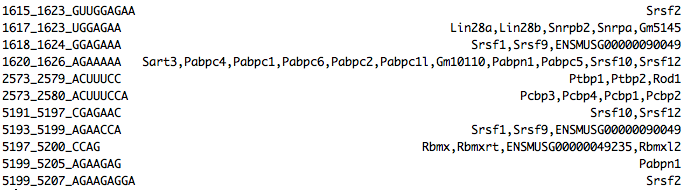 1615_1623_GUUGGAGAA Srsf2
1617_1623_UGGAGAA Lin28a,Lin28b,Snrpb2,Snrpa,Gm5145
1618_1624_GGAGAAA Srsf1,Srsf9,ENSMUSG00000090049
1620_1626_AGAAAAA Sart3,Pabpc4,Pabpc1,Pabpc6,Pabpc2,Pabpc1l,Gm10110,Pabpn1,Pabpc5,Srsf10,Srsf12
2573_2579_ACUUUCC Ptbp1,Ptbp2,Rod1
2573_2580_ACUUUCCA Pcbp3,Pcbp4,Pcbp1,Pcbp2
5191_5197_CGAGAAC Srsf10,Srsf12
5193_5199_AGAACCA Srsf1,Srsf9,ENSMUSG00000090049
5197_5200_CCAG Rbmx,Rbmxrt,ENSMUSG00000049235,Rbmxl2
5199_5205_AGAAGAG Pabpn1
5199_5207_AGAAGAGGA Srsf2